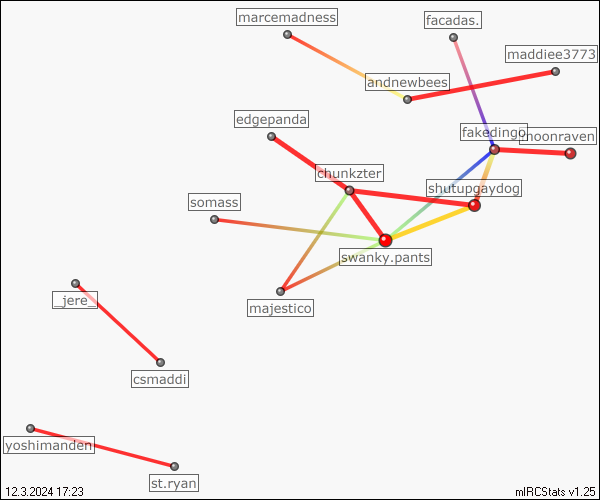 marcemadness
facadas.
maddiee3773
andnewbees
edgepanda
fakedingo
noonraven
chunkzter
shutupgaydog
somass
swanky.pants
_jere_
majestico
csmaddi
yoshimanden
st.ryan
12.3.2024 17:23
mIRCStats v1.25